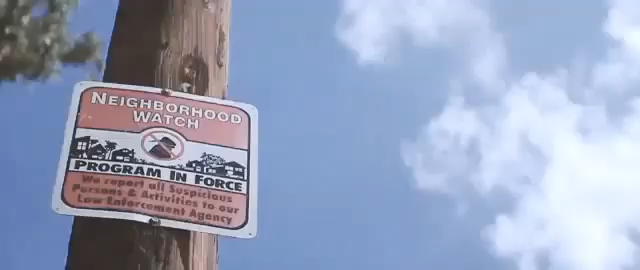 NEIGHBORHOOD
WATCH
PROGRAM IN FORCE
We report all Suspicious
Persons & Activities to our
Law Enforcement Agency